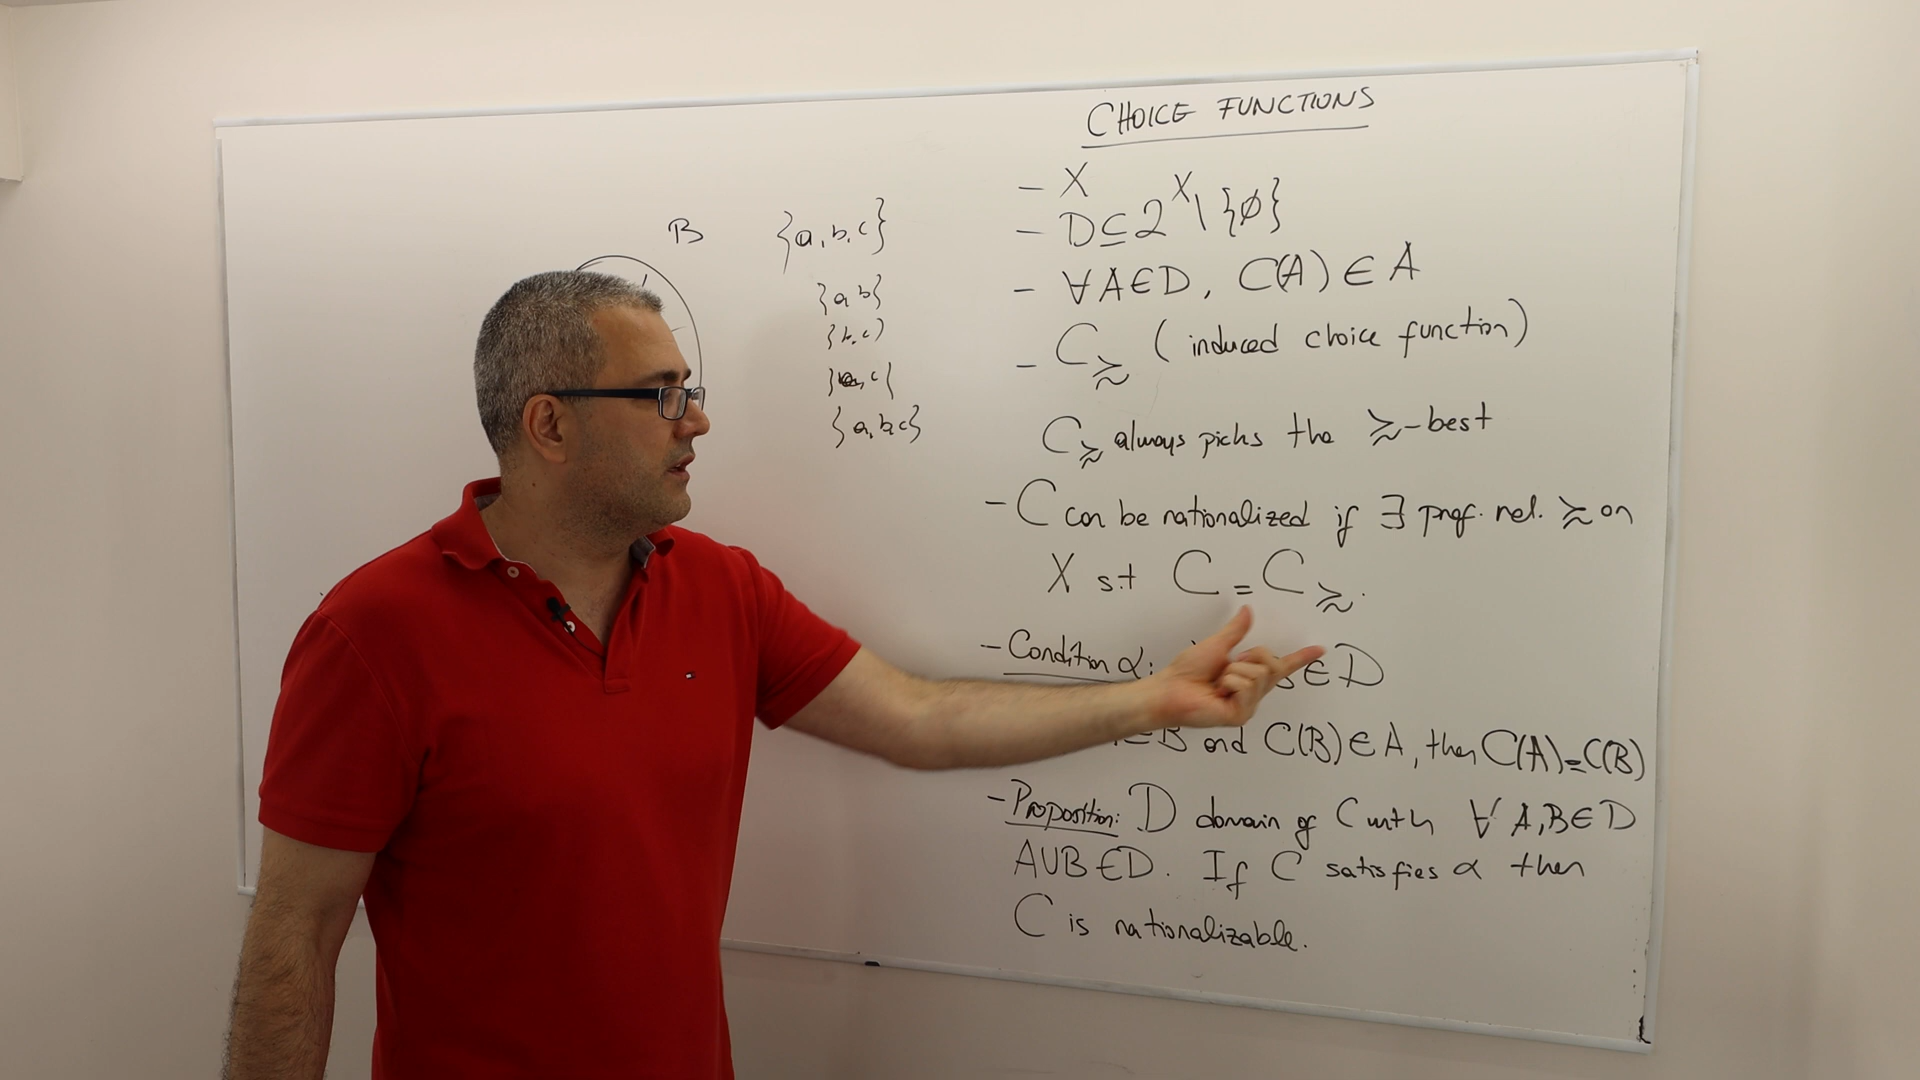 CHOICE FUNCTIONS
- X
- D ⊆ 2^X \ {∅}
- ∀ A ∈ D, C(A) ∈ A
- C≿ (induced choice function)
C≿ always picks the ≿-best
- C can be rationalized if ∃ pref. rel. ≿ on
X s.t C = C≿.
- Condition α: ∈ D
B and C(B) ∈ A, then C(A) = C(B)
- Proposition: D domain of C with ∀ A, B ∈ D
A ∪ B ∈ D. If C satisfies α then
C is rationalizable.
B {a, b, c}
{a b}
{b, c}
{a, b, c}